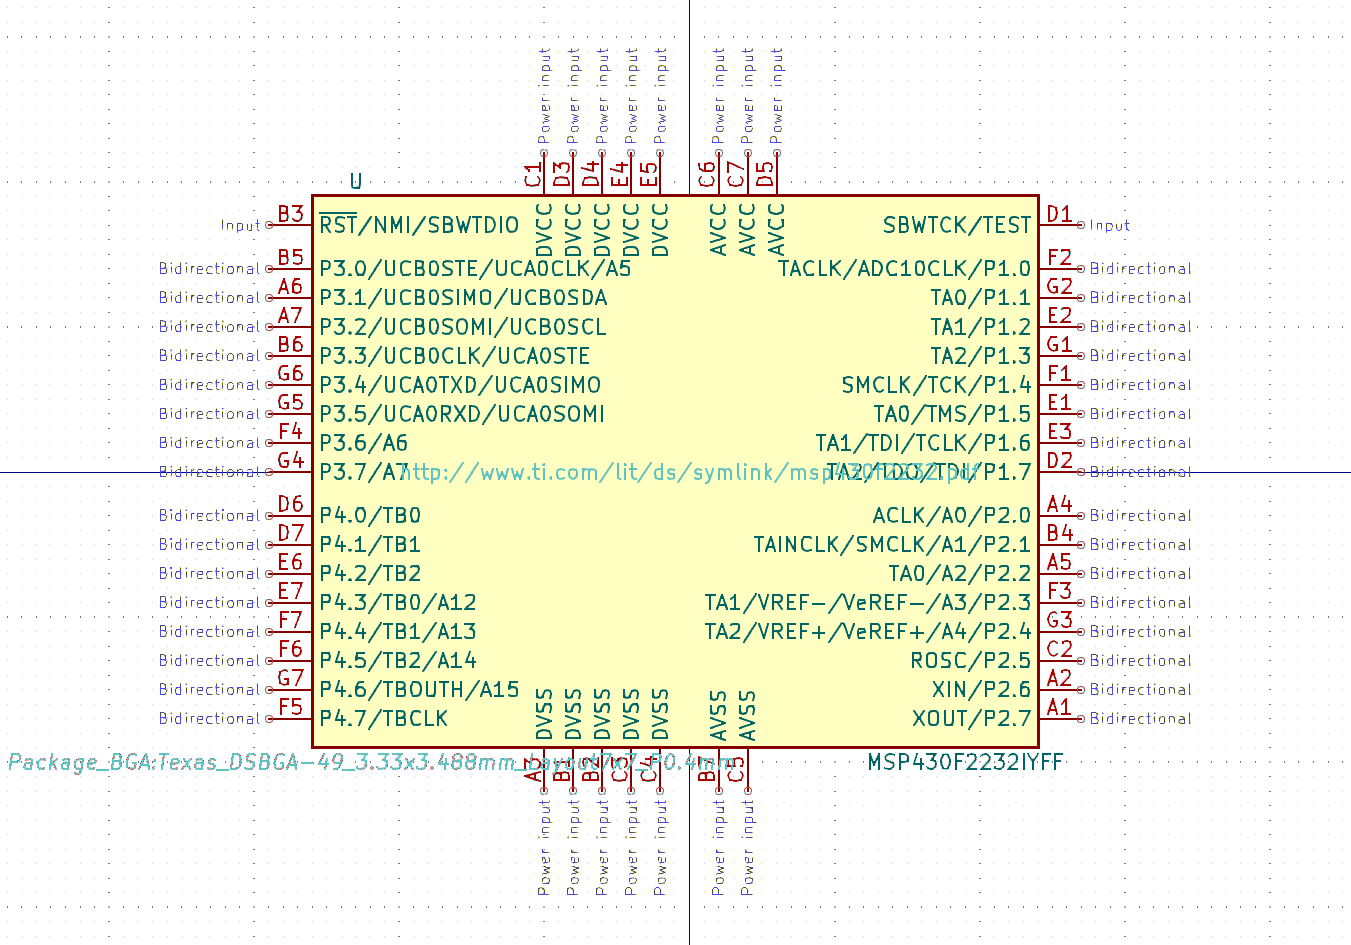 Power input Power input Power input Power input Power input Power input Power input Power input
C1 D3 D4 E4 E5 C6 C7 D5
U
DVCC DVCC DVCC DVCC DVCC AVCC AVCC AVCC
Input B3 RST/NMI/SBWTDIO SBWTCK/TEST D1 Input
Bidirectional B5 P3.0/UCB0STE/UCA0CLK/A5 TACLK/ADC10CLK/P1.0 F2 Bidirectional
Bidirectional A6 P3.1/UCB0SIMO/UCB0SDA TA0/P1.1 G2 Bidirectional
Bidirectional A7 P3.2/UCB0SOMI/UCB0SCL TA1/P1.2 E2 Bidirectional
Bidirectional B6 P3.3/UCB0CLK/UCA0STE TA2/P1.3 G1 Bidirectional
Bidirectional G6 P3.4/UCA0TXD/UCA0SIMO SMCLK/TCK/P1.4 F1 Bidirectional
Bidirectional G5 P3.5/UCA0RXD/UCA0SOMI TA0/TMS/P1.5 E1 Bidirectional
Bidirectional F4 P3.6/A6 TA1/TDI/TCLK/P1.6 E3 Bidirectional
Bidirectional G4 P3.7/A7 http://www.ti.com/lit/ds/symlink/msp430f2232.pdf TA2/TDO/TDI/P1.7 D2 Bidirectional
Bidirectional D6 P4.0/TB0 ACLK/A0/P2.0 A4 Bidirectional
Bidirectional D7 P4.1/TB1 TAINCLK/SMCLK/A1/P2.1 B4 Bidirectional
Bidirectional E6 P4.2/TB2 TA0/A2/P2.2 A5 Bidirectional
Bidirectional E7 P4.3/TB0/A12 TA1/VREF-/VeREF-/A3/P2.3 F3 Bidirectional
Bidirectional F7 P4.4/TB1/A13 TA2/VREF+/VeREF+/A4/P2.4 G3 Bidirectional
Bidirectional F6 P4.5/TB2/A14 ROSC/P2.5 C2 Bidirectional
Bidirectional G7 P4.6/TBOUTH/A15 XIN/P2.6 A2 Bidirectional
Bidirectional F5 P4.7/TBCLK XOUT/P2.7 A1 Bidirectional
DVSS DVSS DVSS DVSS DVSS AVSS AVSS
Package_BGA:Texas_DSBGA-49_3.33x3.488mm_Layout7x7_P0.4mm MSP430F2232IYFF
A3 B1 B2 C3 C4 B7 C5
Power input Power input Power input Power input Power input Power input Power input